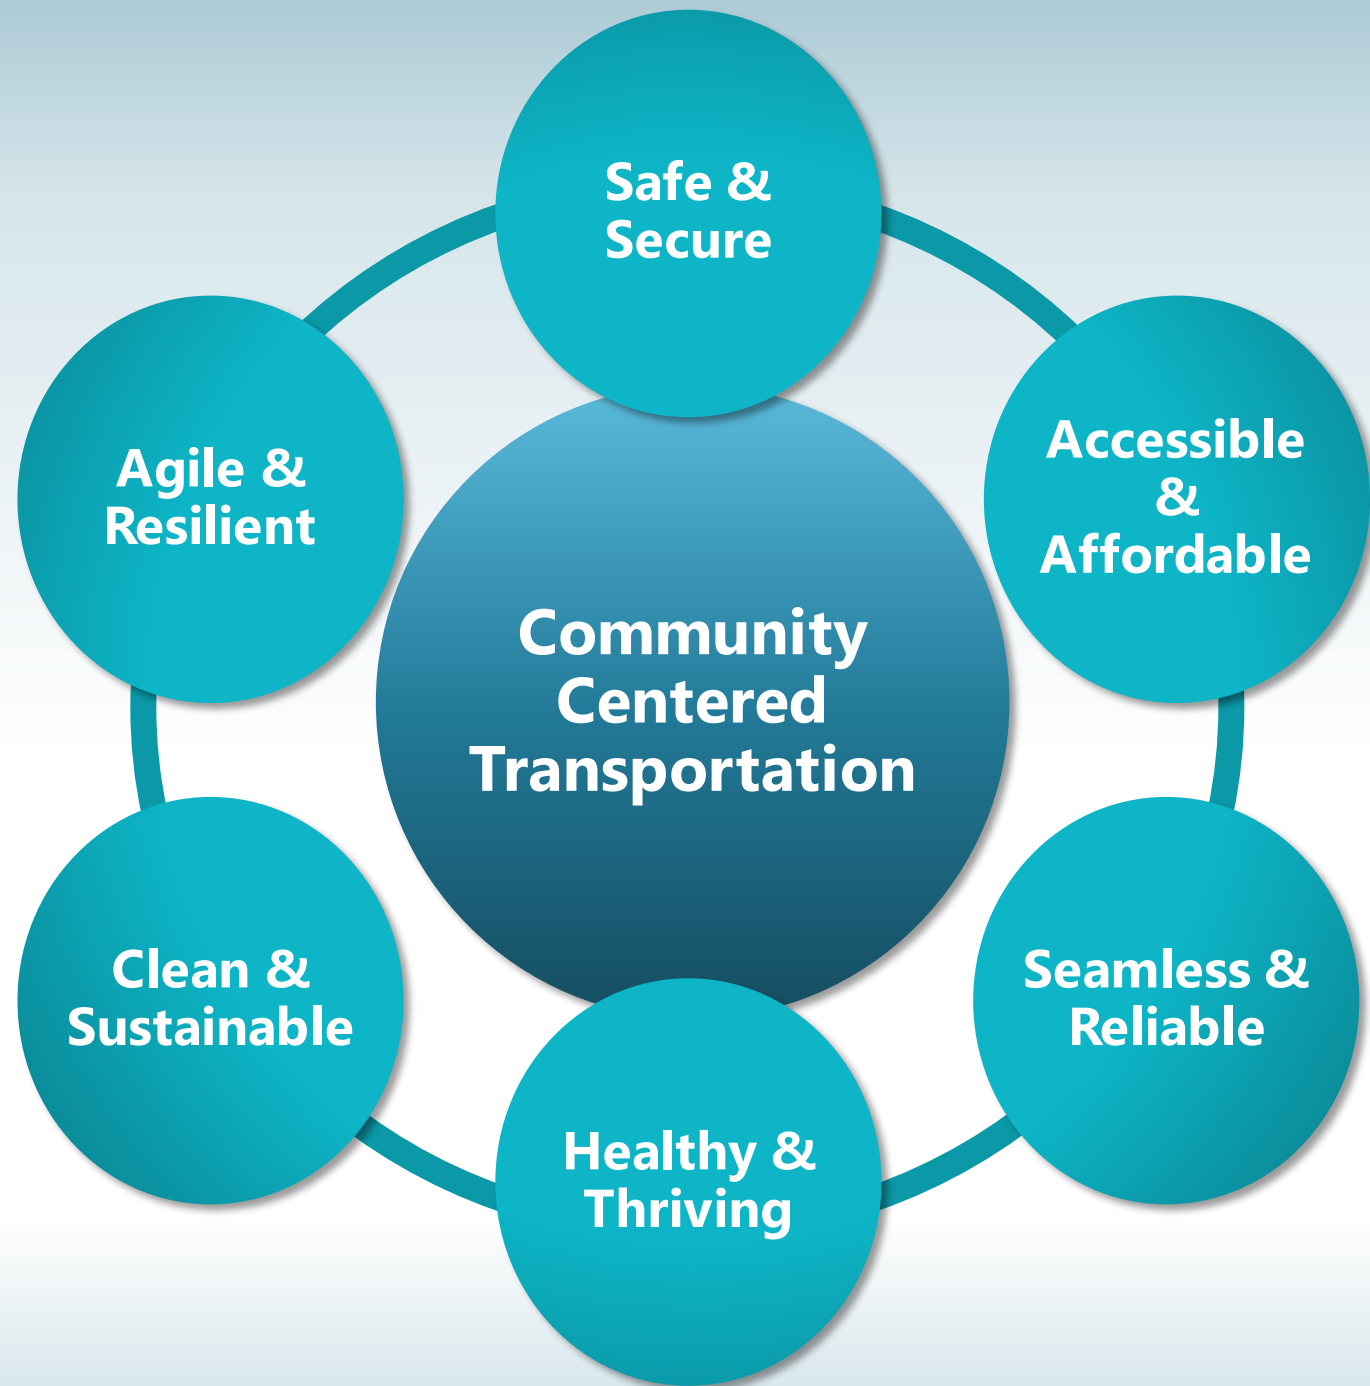 Safe &
Secure
Accessible
&
Affordable
Seamless &
Reliable
Healthy &
Thriving
Clean &
Sustainable
Agile &
Resilient
Community
Centered
Transportation